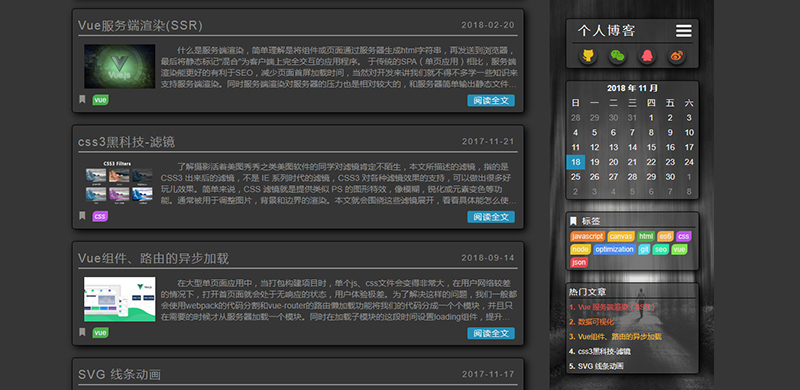 Vue服务端渲染(SSR)
2018-02-20
什么是服务端渲染，简单理解是将组件或页面通过服务器生成html字符串，再发送到浏览器，
最后将静态标记"混合"为客户端上完全交互的应用程序。 于传统的SPA（单页应用）相比，服务端
渲染能更好的有利于SEO，减少页面首屏加载时间，当然对开发来讲我们就不得不多学一些知识来
支持服务端渲染。同时服务端渲染对服务器的压力也是相对较大的，和服务器简单输出静态文件...
vue
阅读全文
css3黑科技-滤镜
2017-11-21
CSS3 Filters
了解摄影活着美图秀秀之类美图软件的同学对滤镜肯定不陌生，本文所描述的滤镜，指的是
CSS3 出来后的滤镜，不是 IE 系列时代的滤镜，CSS3 对各种滤镜效果的支持，可以做出很多好
玩儿效果。简单来说，CSS 滤镜就是提供类似 PS 的图形特效，像模糊，锐化或元素变色等功
能。通常被用于调整图片，背景和边界的渲染。本文就会围绕这些滤镜展开，看看具体能怎么使...
css
阅读全文
Vue组件、路由的异步加载
2018-09-14
在大型单页面应用中，当打包构建项目时，单个js、css文件会变得非常大，在用户网络较差
的情况下，打开首页面就会处于无响应的状态，用户体验极差。为了解决这样的问题，我们一般都
会使用webpack的代码分割和vue-router的路由懒加载功能将我们的代码分成一个个模块，并且只
在需要的时候才从服务器加载一个模块。同时在加载子模块的这段时间设置loading组件，提升...
vue
阅读全文
SVG 线条动画
2017-11-17
个人博客
2018 年 11 月
日 一 二 三 四 五 六
28 29 30 31 1 2 3
4 5 6 7 8 9 10
11 12 13 14 15 16 17
18 19 20 21 22 23 24
25 26 27 28 29 30 1
2 3 4 5 6 7 8
标签
javascript canvas html es6 css
node optimization git seo vue
json
热门文章
1. Vue 服务端渲染（SSR）
2. 数据可视化
3. Vue组件、路由的异步加载
4. css3黑科技-滤镜
5. SVG 线条动画